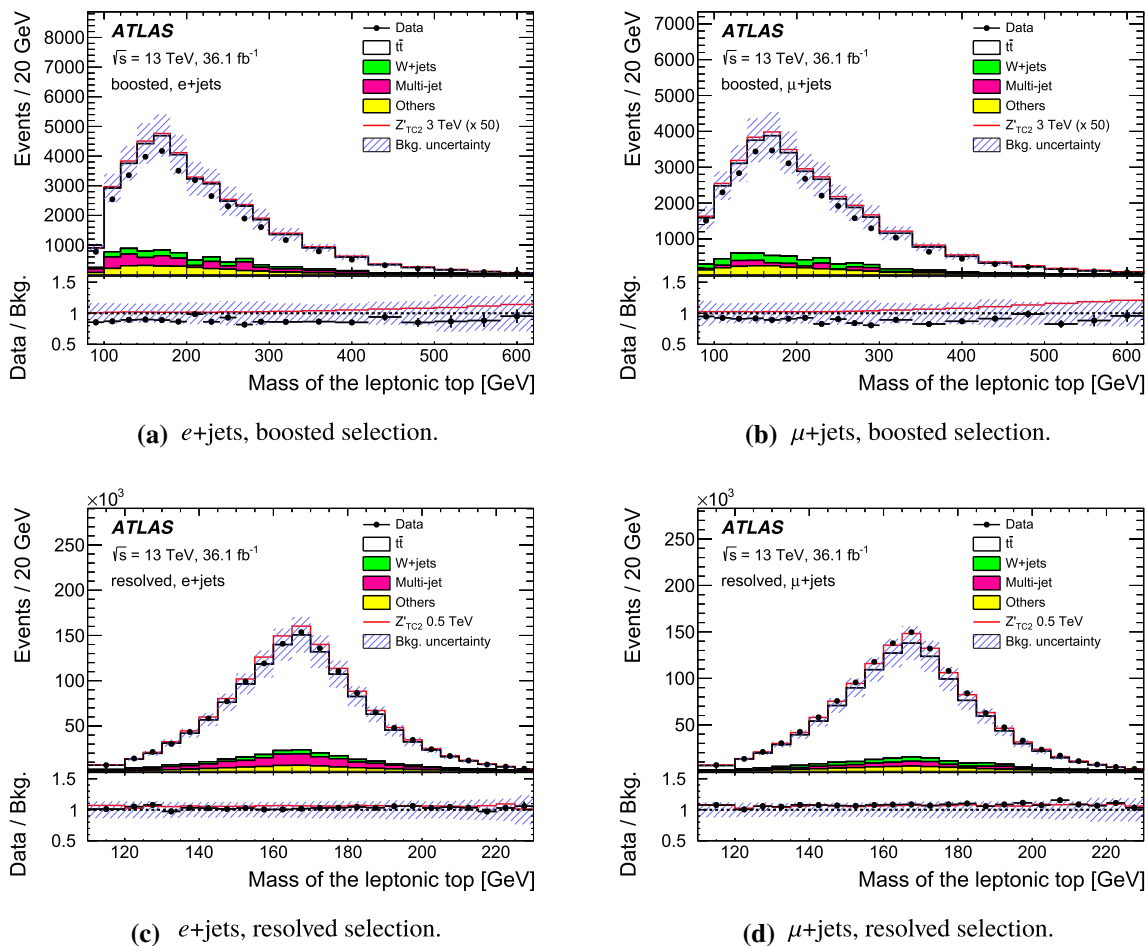 Events / 20 GeV
8000
7000
6000
5000
4000
3000
2000
1000
ATLAS
√s = 13 TeV, 36.1 fb⁻¹
boosted, e+jets
Data
tt̄
W+jets
Multi-jet
Others
Z'TC2 3 TeV (x 50)
Bkg. uncertainty
Data / Bkg.
1.5
1
0.5
100 200 300 400 500 600
Mass of the leptonic top [GeV]
(a) e+jets, boosted selection.
Events / 20 GeV
7000
6000
5000
4000
3000
2000
1000
ATLAS
√s = 13 TeV, 36.1 fb⁻¹
boosted, μ+jets
Data
tt̄
W+jets
Multi-jet
Others
Z'TC2 3 TeV (x 50)
Bkg. uncertainty
Data / Bkg.
1.5
1
0.5
100 200 300 400 500 600
Mass of the leptonic top [GeV]
(b) μ+jets, boosted selection.
×10³
Events / 20 GeV
250
200
150
100
50
ATLAS
√s = 13 TeV, 36.1 fb⁻¹
resolved, e+jets
Data
tt̄
W+jets
Multi-jet
Others
Z'TC2 0.5 TeV
Bkg. uncertainty
Data / Bkg.
1.5
1
0.5
120 140 160 180 200 220
Mass of the leptonic top [GeV]
(c) e+jets, resolved selection.
×10³
Events / 20 GeV
250
200
150
100
50
ATLAS
√s = 13 TeV, 36.1 fb⁻¹
resolved, μ+jets
Data
tt̄
W+jets
Multi-jet
Others
Z'TC2 0.5 TeV
Bkg. uncertainty
Data / Bkg.
1.5
1
0.5
120 140 160 180 200 220
Mass of the leptonic top [GeV]
(d) μ+jets, resolved selection.